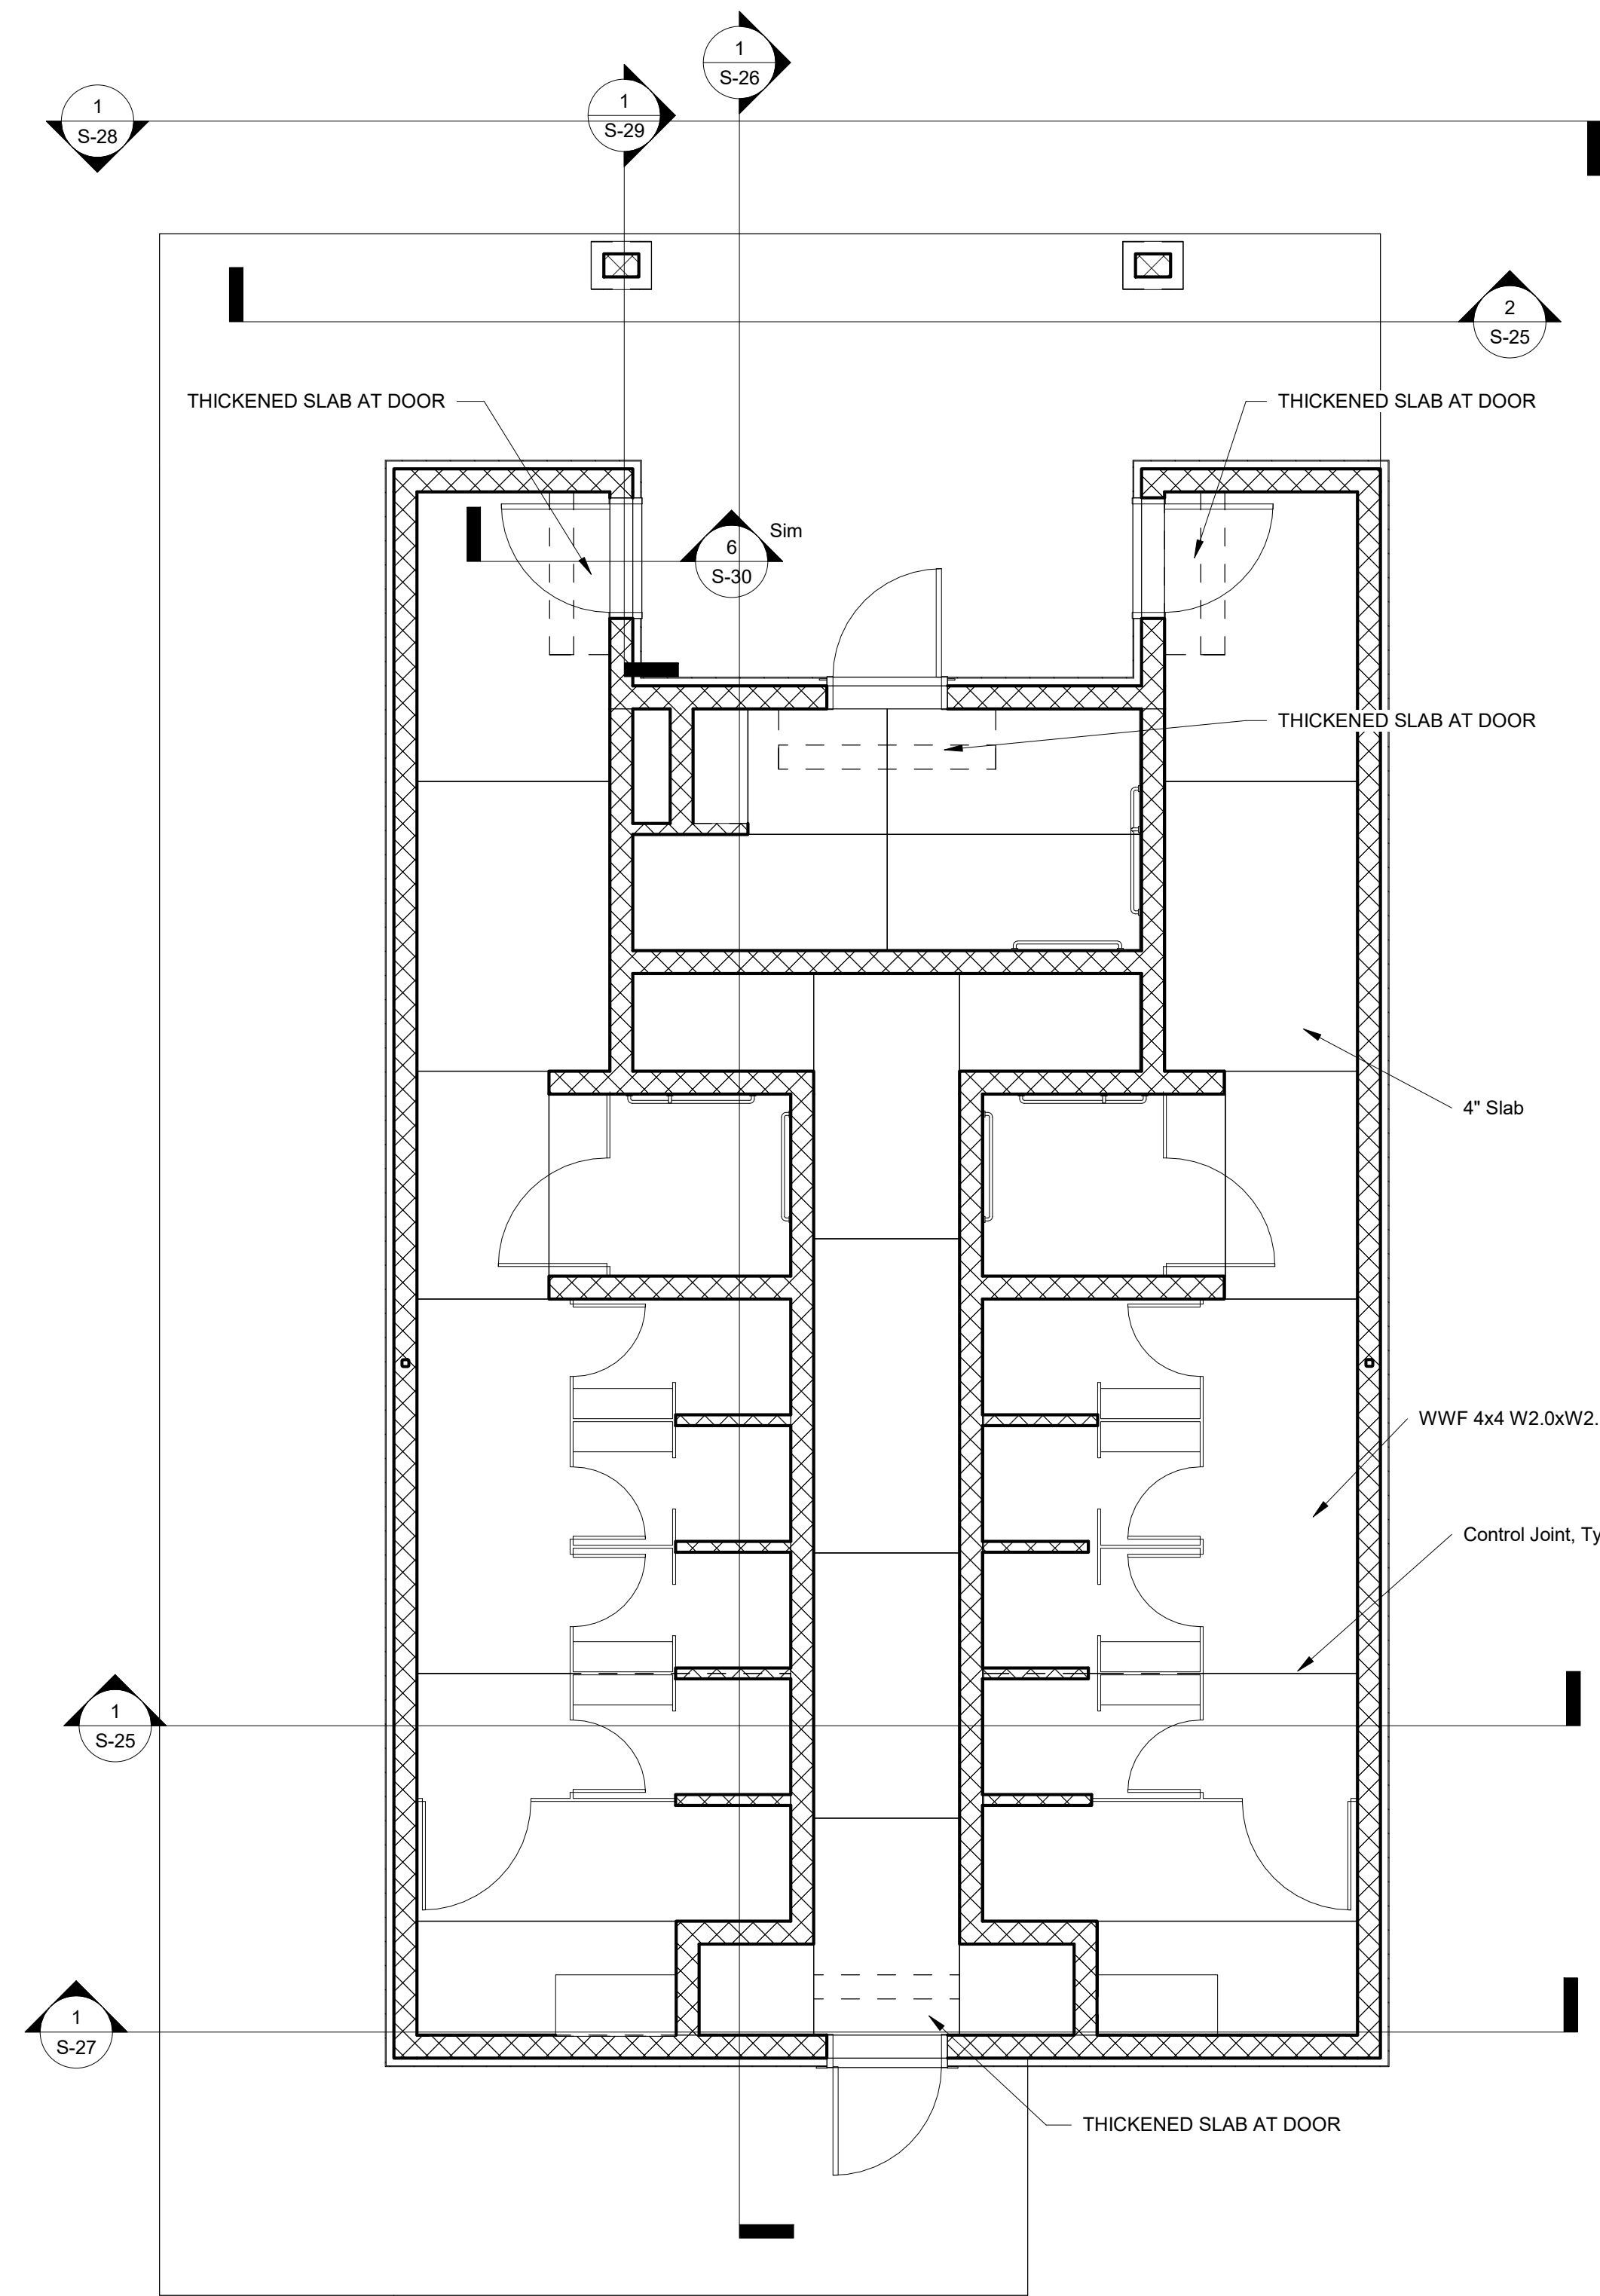 1
S-26
1
S-29
1
S-28
2
S-25
THICKENED SLAB AT DOOR
THICKENED SLAB AT DOOR
Sim
6
S-30
THICKENED SLAB AT DOOR
4" Slab
WWF 4x4 W2.0xW2.
Control Joint, Ty
1
S-25
1
S-27
THICKENED SLAB AT DOOR